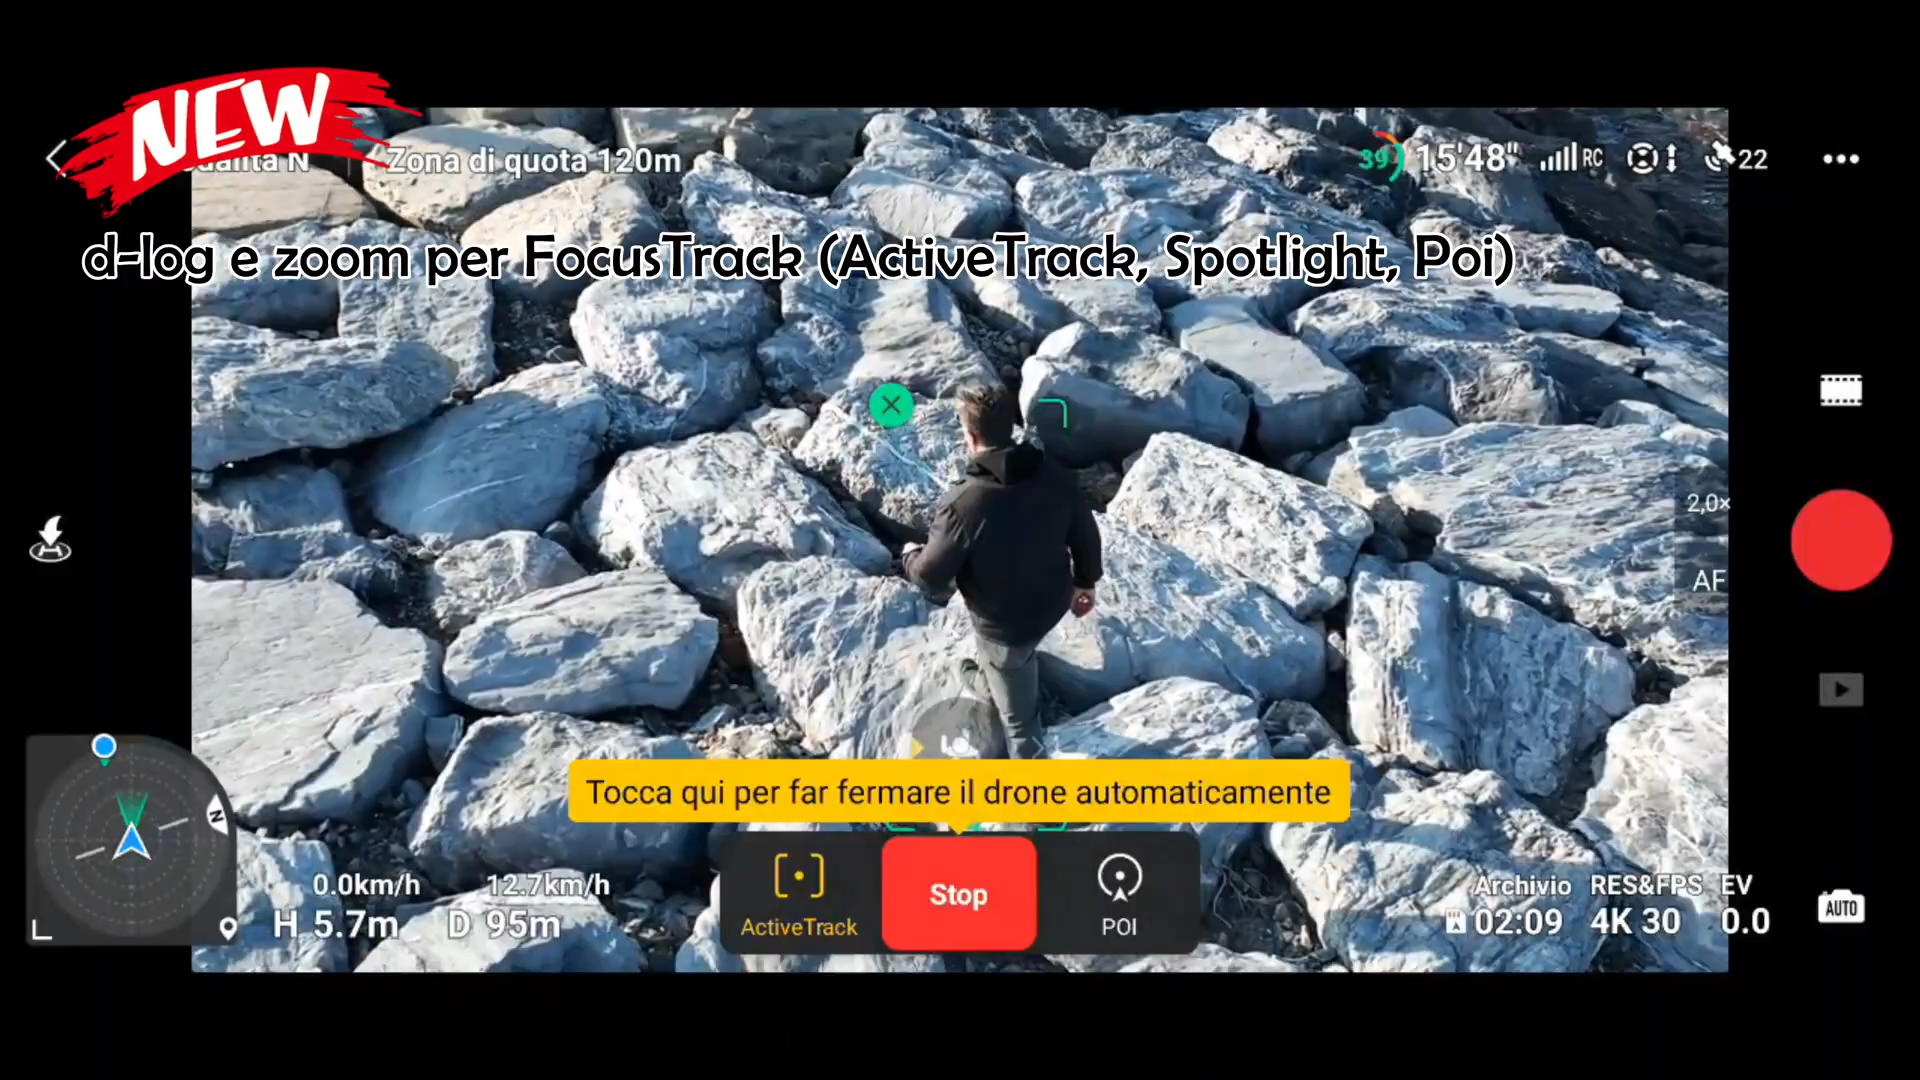 NEW
Zona di quota 120m
39 15'48" RC 22
d-log e zoom per FocusTrack (ActiveTrack, Spotlight, Poi)
2,0×
AF
Tocca qui per far fermare il drone automaticamente
N
0.0km/h 12.7km/h
H 5.7m D 95m
ActiveTrack
Stop
POI
Archivio RES&FPS EV
02:09 4K 30 0.0
AUTO